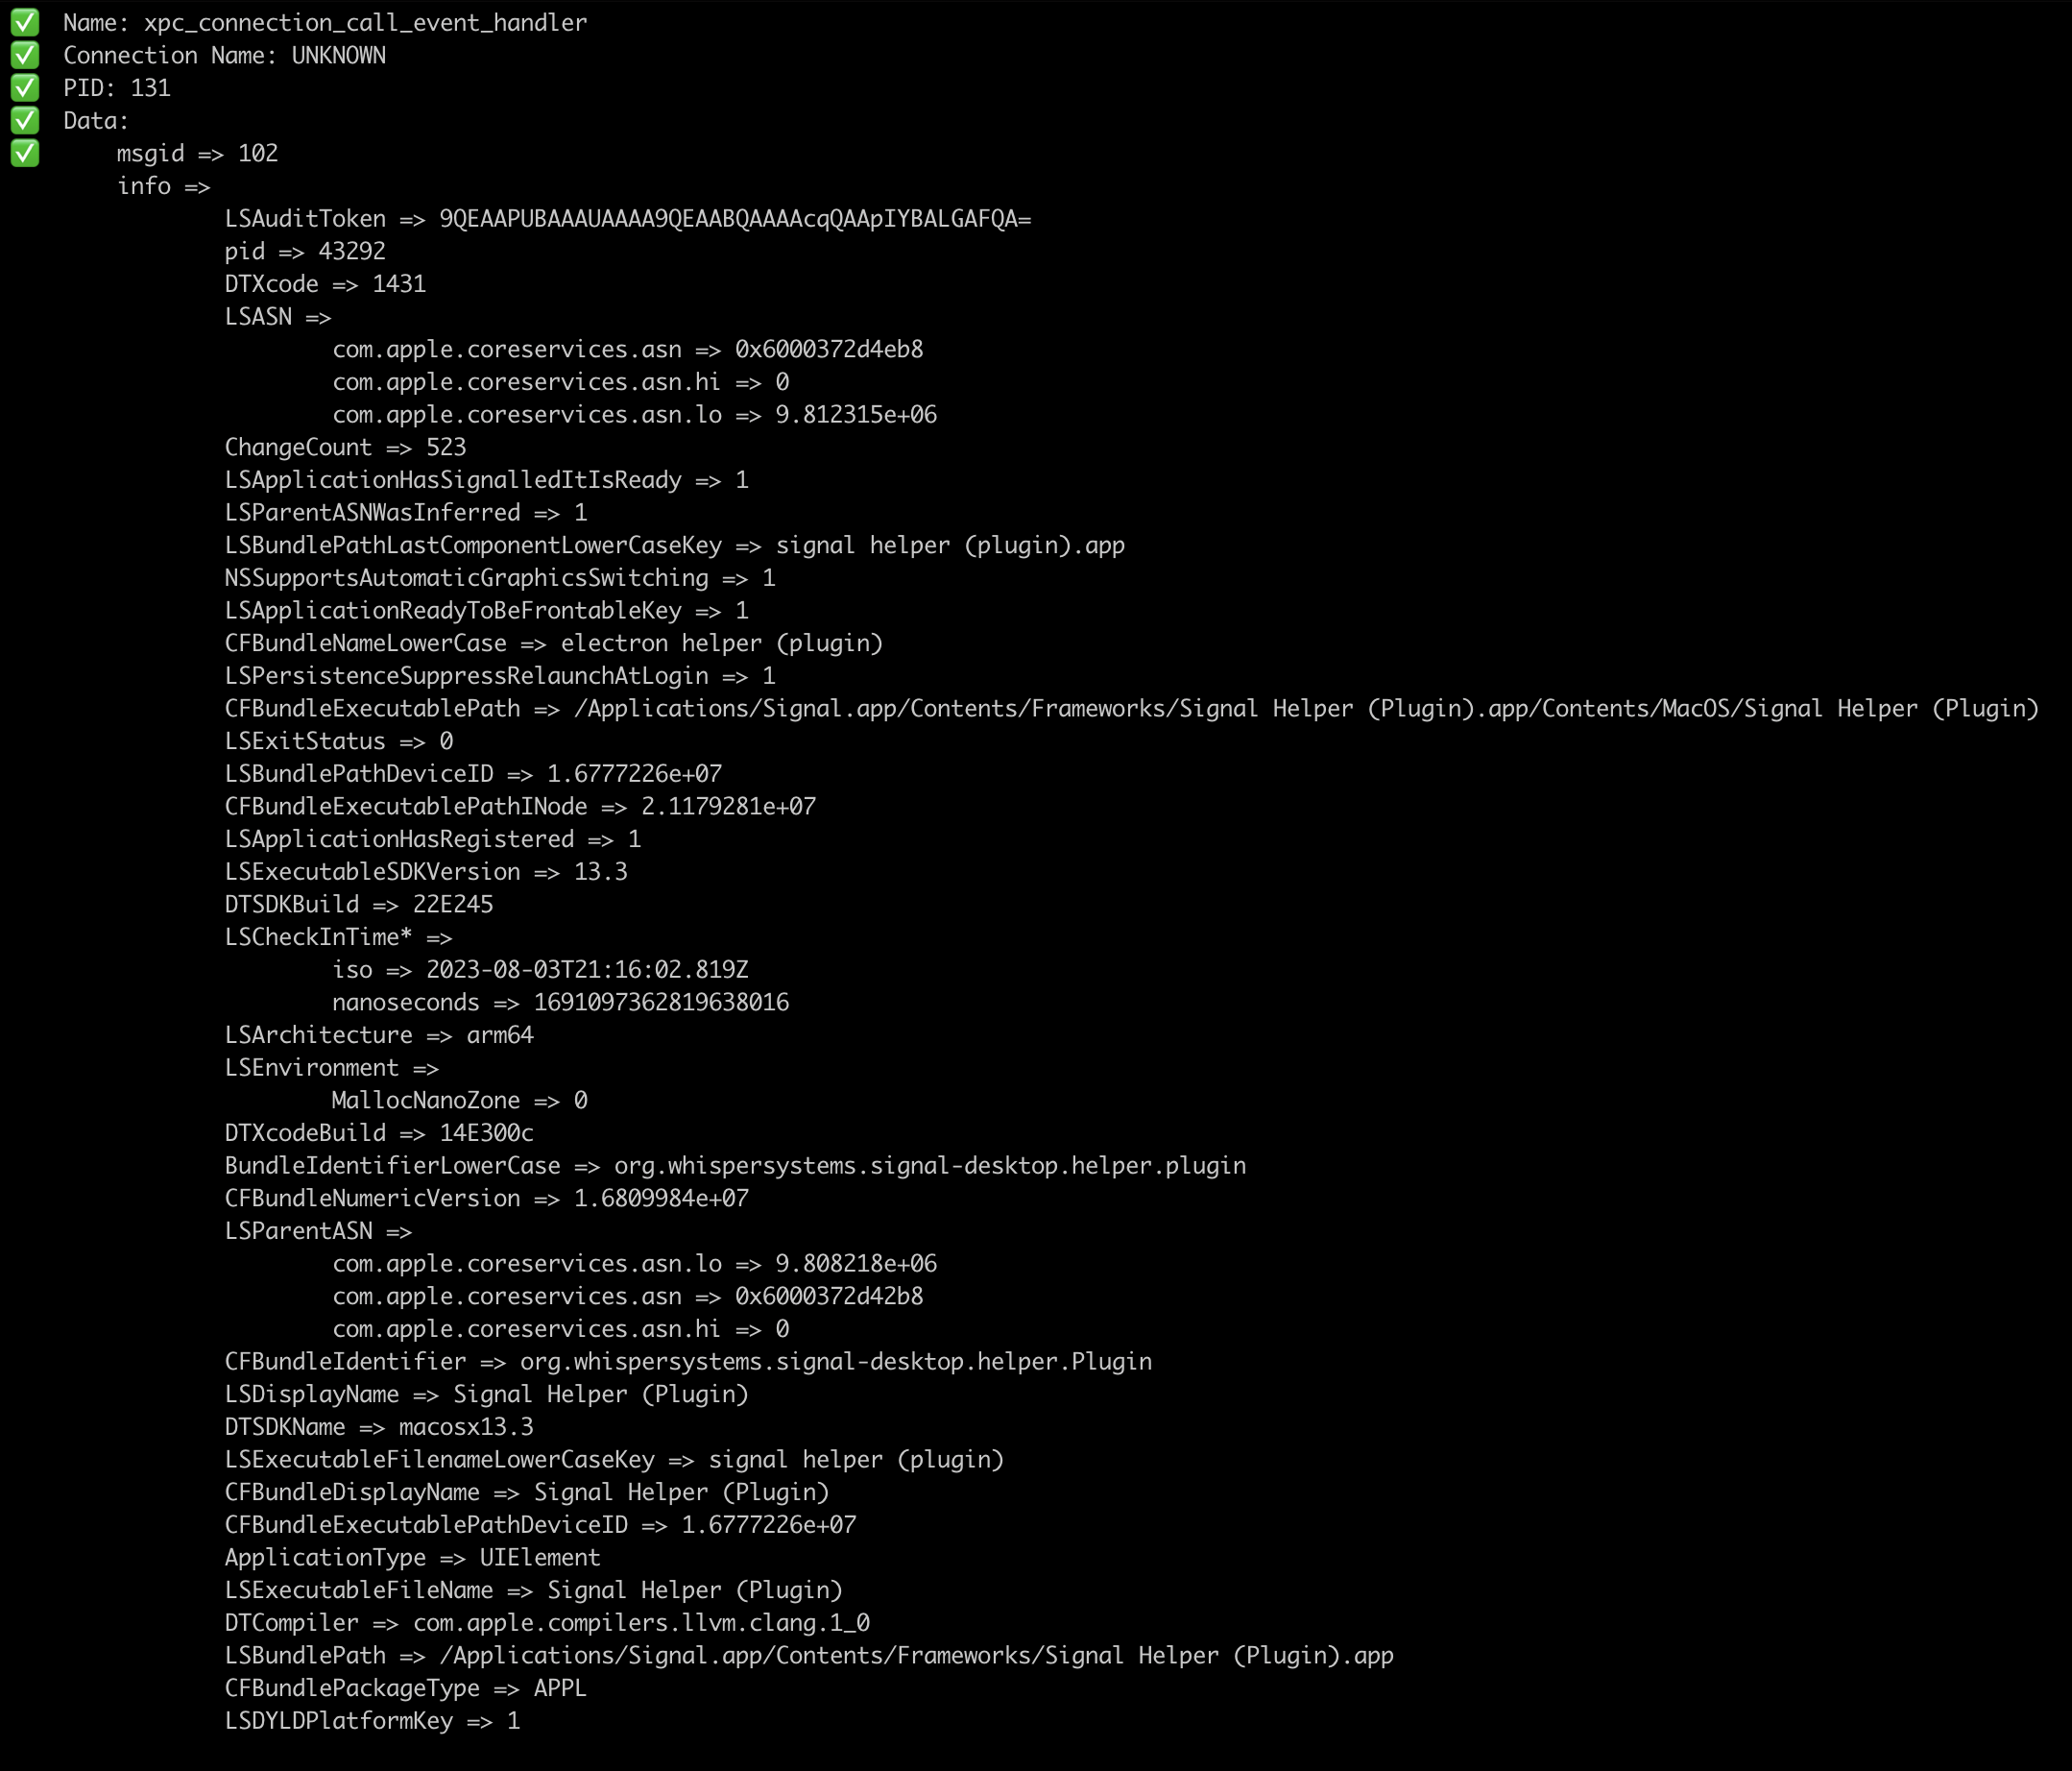 ✅ Name: xpc_connection_call_event_handler
✅ Connection Name: UNKNOWN
✅ PID: 131
✅ Data:
✅ msgid => 102
info =>
LSAuditToken => 9QEAAPUBAAAUAAAA9QEAABQAAAAcqQAApIYBALGAFQA=
pid => 43292
DTXcode => 1431
LSASN =>
com.apple.coreservices.asn => 0x6000372d4eb8
com.apple.coreservices.asn.hi => 0
com.apple.coreservices.asn.lo => 9.812315e+06
ChangeCount => 523
LSApplicationHasSignalledItIsReady => 1
LSParentASNWasInferred => 1
LSBundlePathLastComponentLowerCaseKey => signal helper (plugin).app
NSSupportsAutomaticGraphicsSwitching => 1
LSApplicationReadyToBeFrontableKey => 1
CFBundleNameLowerCase => electron helper (plugin)
LSPersistenceSuppressRelaunchAtLogin => 1
CFBundleExecutablePath => /Applications/Signal.app/Contents/Frameworks/Signal Helper (Plugin).app/Contents/MacOS/Signal Helper (Plugin)
LSExitStatus => 0
LSBundlePathDeviceID => 1.6777226e+07
CFBundleExecutablePathINode => 2.1179281e+07
LSApplicationHasRegistered => 1
LSExecutableSDKVersion => 13.3
DTSDKBuild => 22E245
LSCheckInTime* =>
iso => 2023-08-03T21:16:02.819Z
nanoseconds => 1691097362819638016
LSArchitecture => arm64
LSEnvironment =>
MallocNanoZone => 0
DTXcodeBuild => 14E300c
BundleIdentifierLowerCase => org.whispersystems.signal-desktop.helper.plugin
CFBundleNumericVersion => 1.6809984e+07
LSParentASN =>
com.apple.coreservices.asn.lo => 9.808218e+06
com.apple.coreservices.asn => 0x6000372d42b8
com.apple.coreservices.asn.hi => 0
CFBundleIdentifier => org.whispersystems.signal-desktop.helper.Plugin
LSDisplayName => Signal Helper (Plugin)
DTSDKName => macosx13.3
LSExecutableFilenameLowerCaseKey => signal helper (plugin)
CFBundleDisplayName => Signal Helper (Plugin)
CFBundleExecutablePathDeviceID => 1.6777226e+07
ApplicationType => UIElement
LSExecutableFileName => Signal Helper (Plugin)
DTCompiler => com.apple.compilers.llvm.clang.1_0
LSBundlePath => /Applications/Signal.app/Contents/Frameworks/Signal Helper (Plugin).app
CFBundlePackageType => APPL
LSDYLDPlatformKey => 1